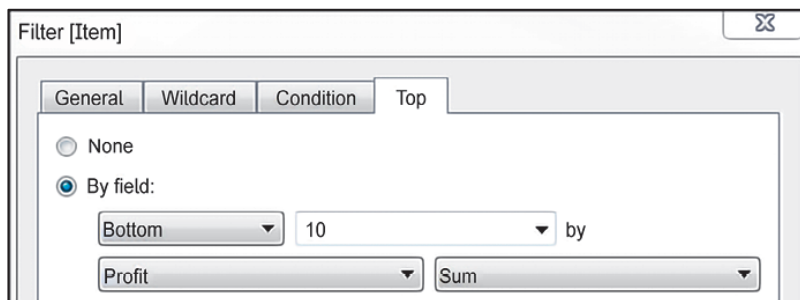 Filter [Item]
General Wildcard Condition Top
None
By field:
Bottom 10 by
Profit Sum